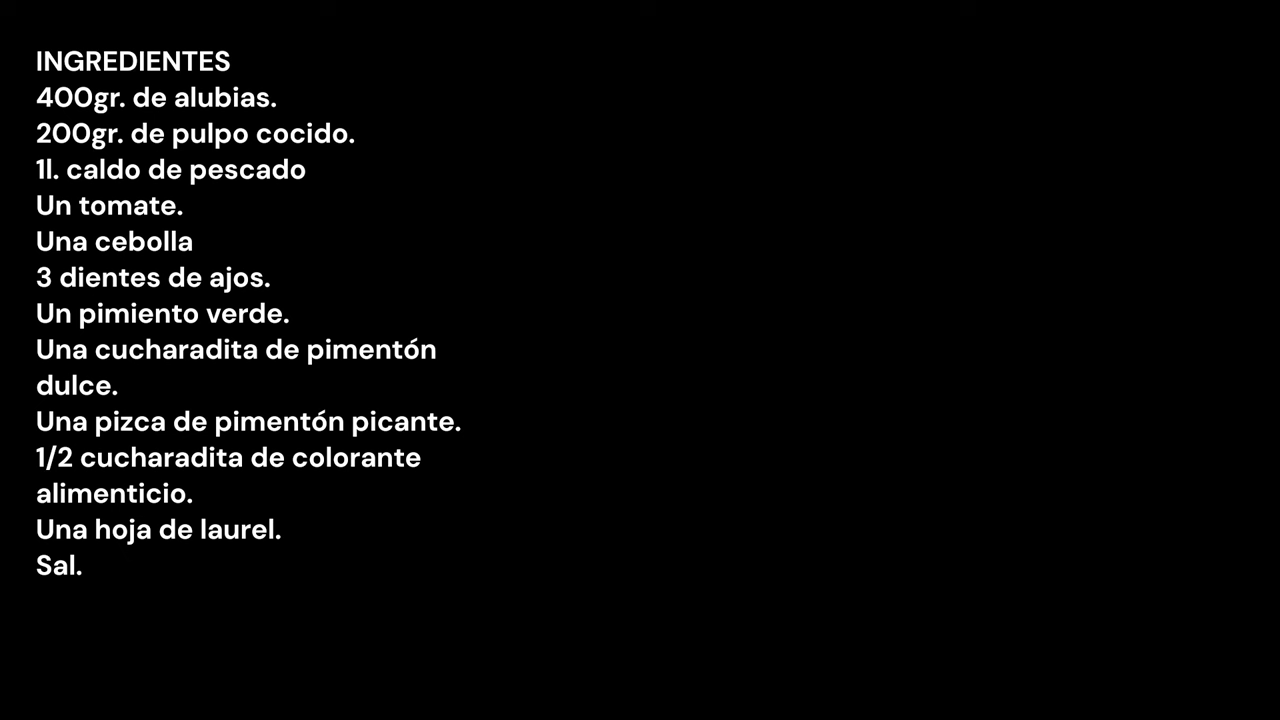 INGREDIENTES
400gr. de alubias.
200gr. de pulpo cocido.
1l. caldo de pescado
Un tomate.
Una cebolla
3 dientes de ajos.
Un pimiento verde.
Una cucharadita de pimentón
dulce.
Una pizca de pimentón picante.
1/2 cucharadita de colorante
alimenticio.
Una hoja de laurel.
Sal.